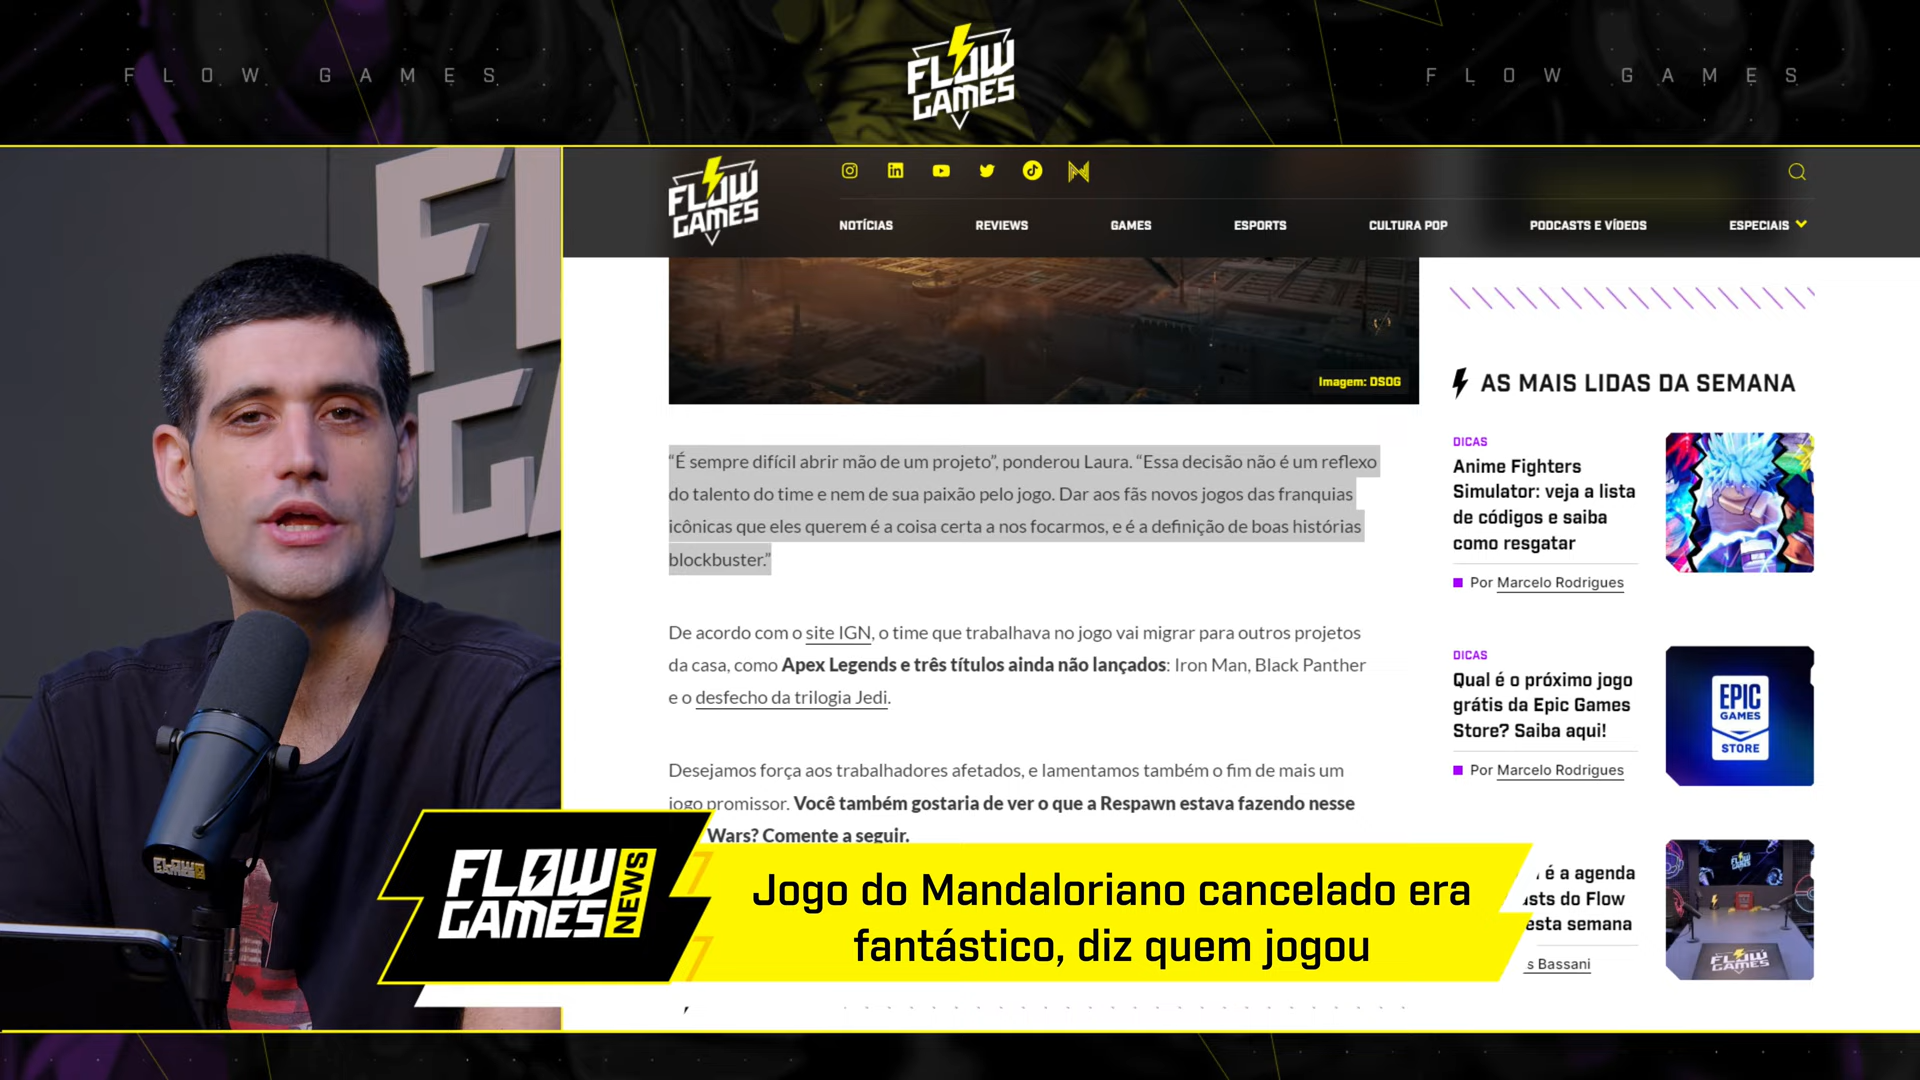 FLOW GAMES
FLOW GAMES
FLOW GAMES
FLOW GAMES
NOTÍCIAS
REVIEWS
GAMES
ESPORTS
CULTURA POP
PODCASTS E VÍDEOS
ESPECIAIS
Imagem: DSOG
“É sempre difícil abrir mão de um projeto”, ponderou Laura. “Essa decisão não é um reflexo
do talento do time e nem de sua paixão pelo jogo. Dar aos fãs novos jogos das franquias
icônicas que eles querem é a coisa certa a nos focarmos, e é a definição de boas histórias
blockbuster.”
De acordo com o site IGN, o time que trabalhava no jogo vai migrar para outros projetos
da casa, como Apex Legends e três títulos ainda não lançados: Iron Man, Black Panther
e o desfecho da trilogia Jedi.
Desejamos força aos trabalhadores afetados, e lamentamos também o fim de mais um
jogo promissor. Você também gostaria de ver o que a Respawn estava fazendo nesse
Wars? Comente a seguir.
AS MAIS LIDAS DA SEMANA
DICAS
Anime Fighters
Simulator: veja a lista
de códigos e saiba
como resgatar
Por Marcelo Rodrigues
DICAS
Qual é o próximo jogo
grátis da Epic Games
Store? Saiba aqui!
Por Marcelo Rodrigues
EPIC
GAMES
STORE
é a agenda
sts do Flow
esta semana
s Bassani
FLOW
GAMES
FLOW
GAMES
NEWS
Jogo do Mandaloriano cancelado era
fantástico, diz quem jogou